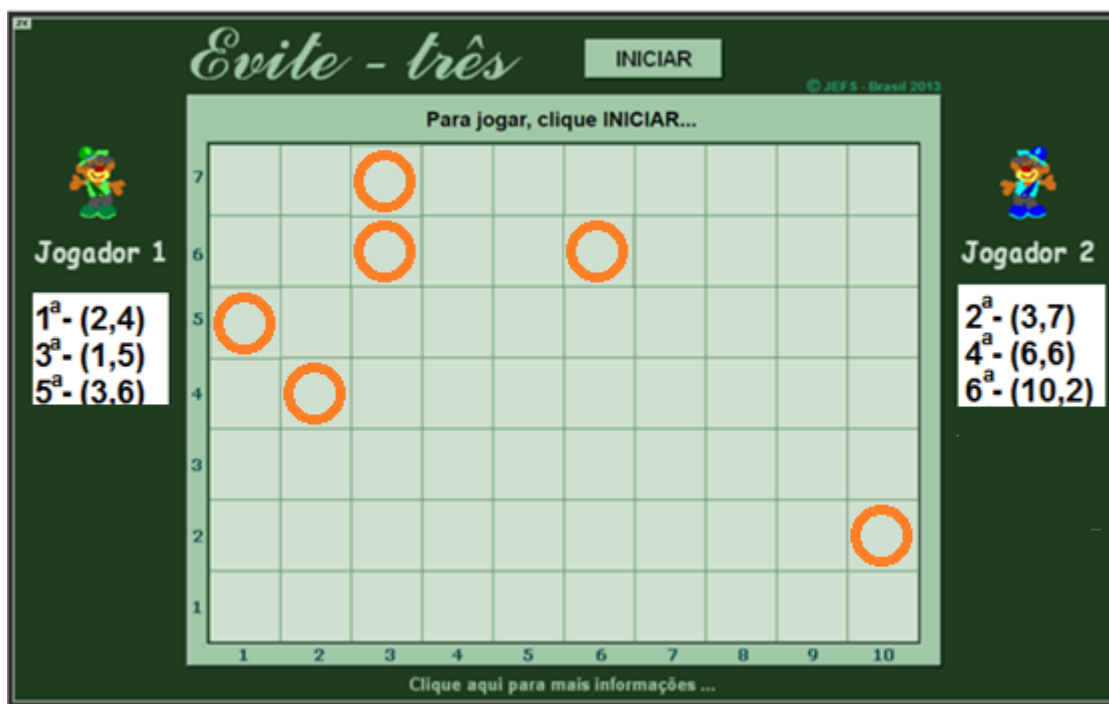 ZK
Evite - três
INICIAR
© JEFS - Brasil 2013
Para jogar, clique INICIAR...
7
6
5
4
3
2
1
1 2 3 4 5 6 7 8 9 10
Jogador 1
1ª- (2,4)
3ª- (1,5)
5ª- (3,6)
Jogador 2
2ª- (3,7)
4ª- (6,6)
6ª- (10,2)
Clique aqui para mais informações ...